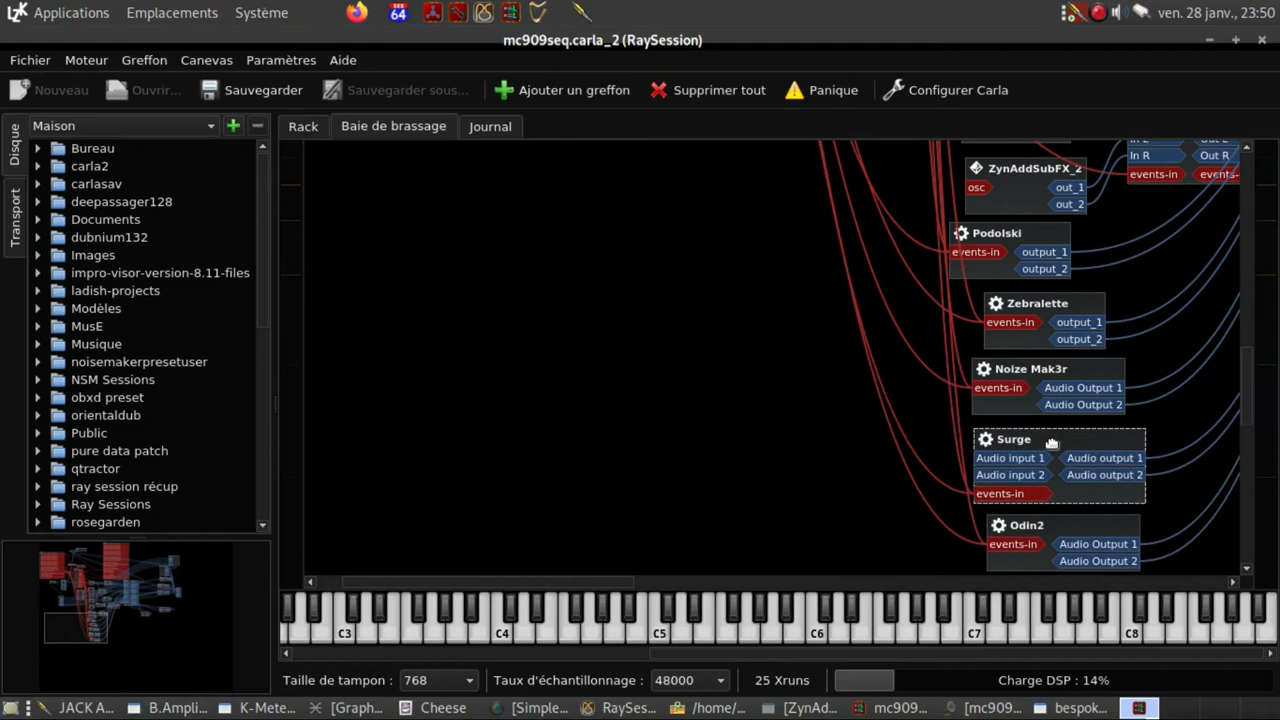 Applications Emplacements Système 64 ven. 28 janv., 23:50
mc909seq.carla_2 (RaySession)
Fichier Moteur Greffon Canevas Paramètres Aide
Nouveau Ouvrir... Sauvegarder Sauvegarder sous... Ajouter un greffon Supprimer tout Panique Configurer Carla
Disque
Transport
Maison
Bureau
carla2
carlasav
deepassager128
Documents
dubnium132
Images
impro-visor-version-8.11-files
ladish-projects
Modèles
MusE
Musique
noisemakerpresetuser
NSM Sessions
obxd preset
orientaldub
Public
pure data patch
qtractor
ray session récup
Ray Sessions
rosegarden
Rack Baie de brassage Journal
In R Out R
events-in events-
ZynAddSubFX_2
osc out_1
out_2
Podolski
events-in output_1
output_2
Zebralette
events-in output_1
output_2
Noize Mak3r
events-in Audio Output 1
Audio Output 2
Surge
Audio input 1 Audio output 1
Audio input 2 Audio output 2
events-in
Odin2
events-in Audio Output 1
Audio Output 2
C3 C4 C5 C6 C7 C8
Taille de tampon : 768 Taux d'échantillonnage : 48000 25 Xruns Charge DSP : 14%
JACK A... B.Ampli... K-Mete... [Graph... Cheese [Simple... RaySes... /home/... [ZynAd... mc909... [mc909... bespok...